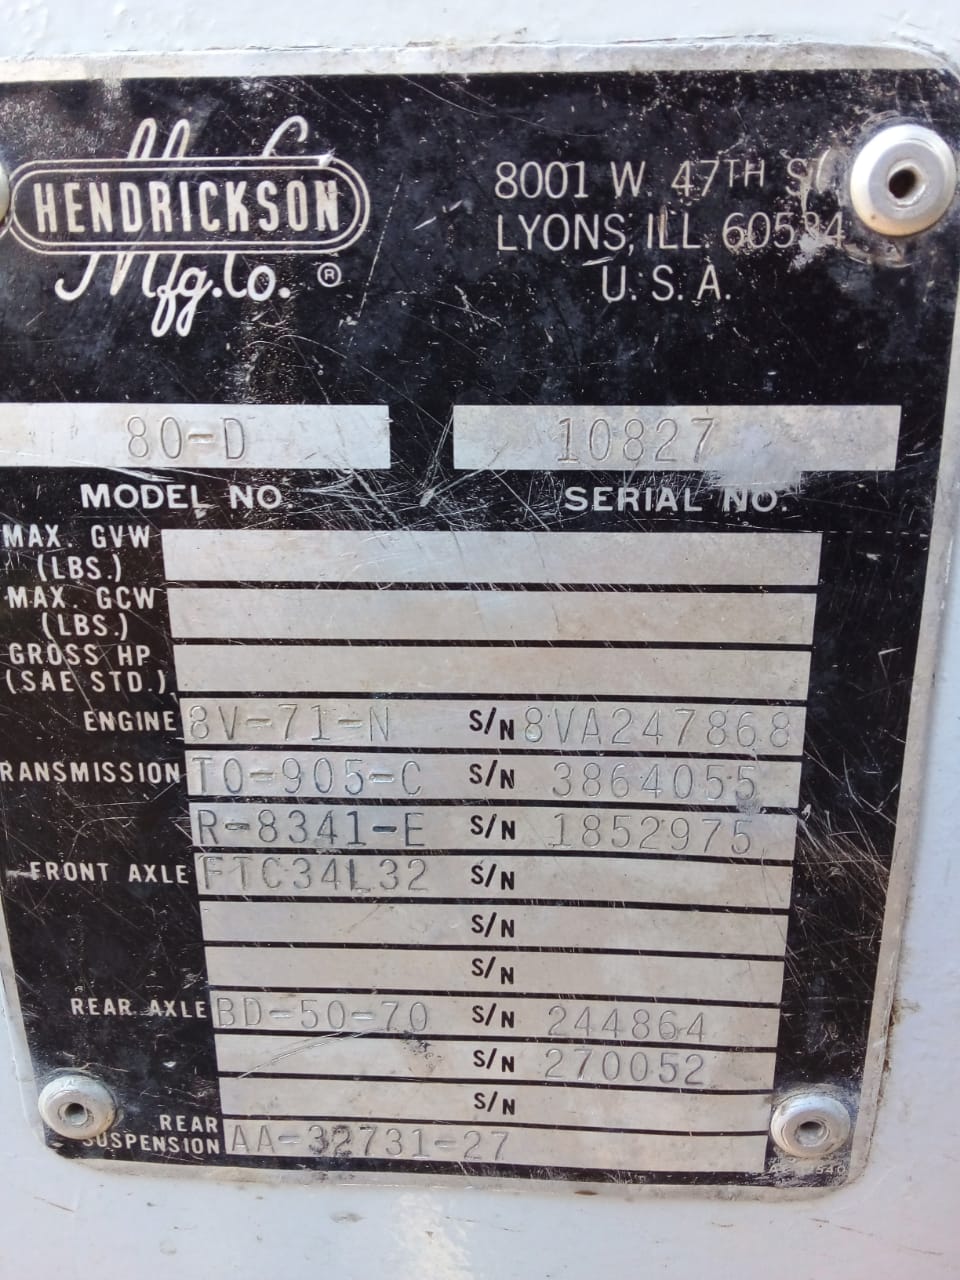 HENDRICKSON
Mfg. Co. ®
8001 W. 47TH
LYONS, ILL. 60534
U. S. A.
80-D 10827
MODEL NO. SERIAL NO.
MAX. GVW
(LBS.)
MAX. GCW
(LBS.)
GROSS HP
(SAE STD.)
ENGINE 8V-71-N S/N 8VA247868
RANSMISSION TO-905-C S/N 3864055
R-8341-E S/N 1852975
FRONT AXLE FTC34L32 S/N
S/N
S/N
REAR AXLE BD-50-70 S/N 244864
S/N 270052
S/N
REAR
SUSPENSION AA-32731-27